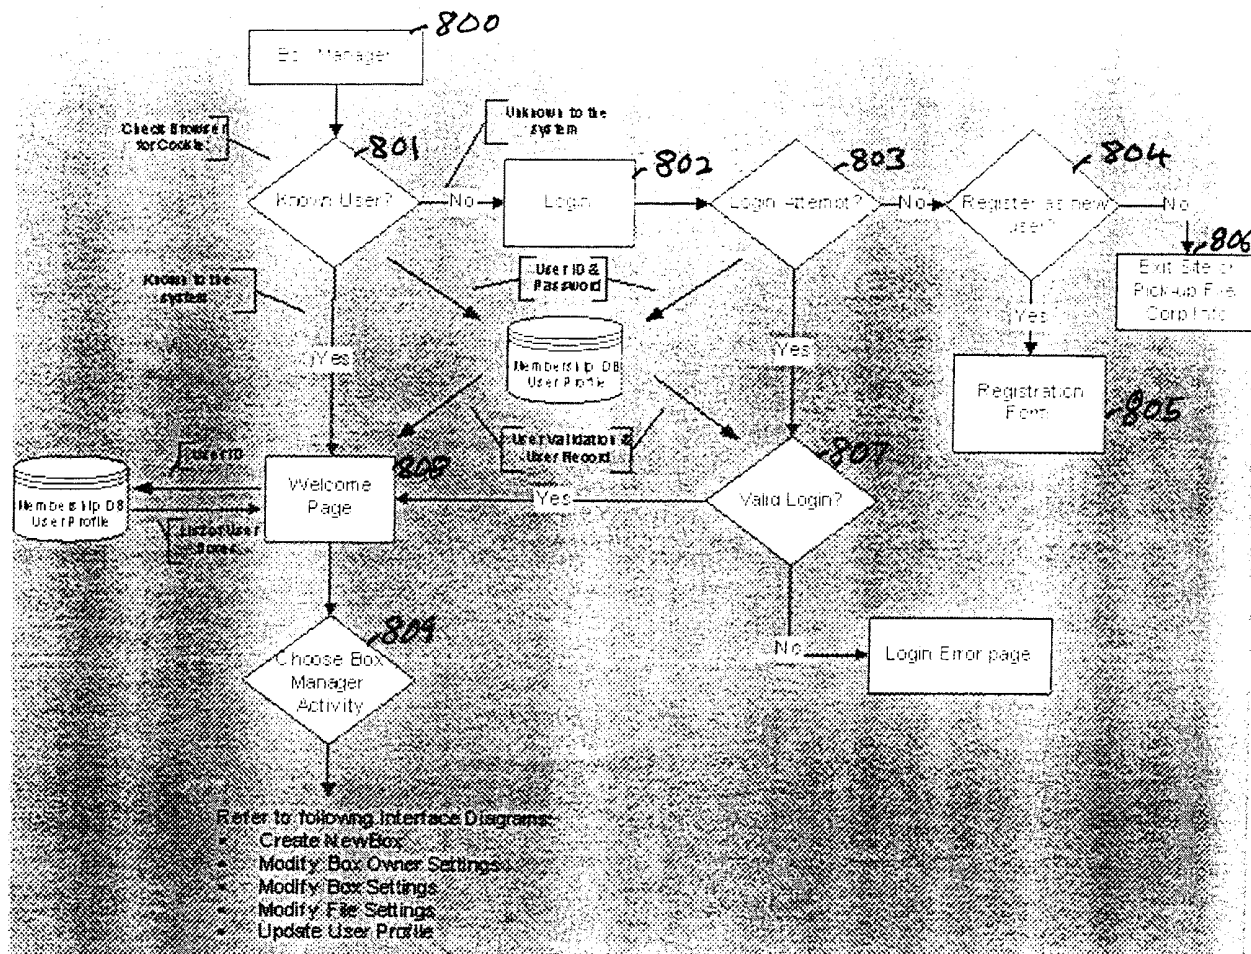 800
Box Manager
Check Browser
for Cookie
Unknown to the
system
801
802
803
804
Known User?
No
Login
Login Attempt?
No
Register as new
user?
No
806
Exit Site or
Pick-up File
Corp Info
Known to the
system
User ID &
Password
Yes
Membership DB
User Profile
Yes
Yes
Registration
Form
805
User Validation &
User Record
User ID
808
807
Membership DB
User Profile
Welcome
Page
Yes
Valid Login?
List of User
Boxes
809
Choose Box
Manager
Activity
No
Login Error page
Refer to following Interface Diagrams:
• Create New Box
• Modify Box Owner Settings
• Modify Box Settings
• Modify File Settings
• Update User Profile